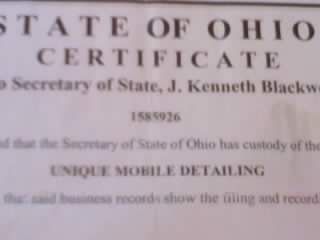 STATE OF OHIO
CERTIFICATE
Secretary of State, J. Kenneth Blackw
1585926
that the Secretary of State of Ohio has custody of the
UNIQUE MOBILE DETAILING
that said business records show the filing and record